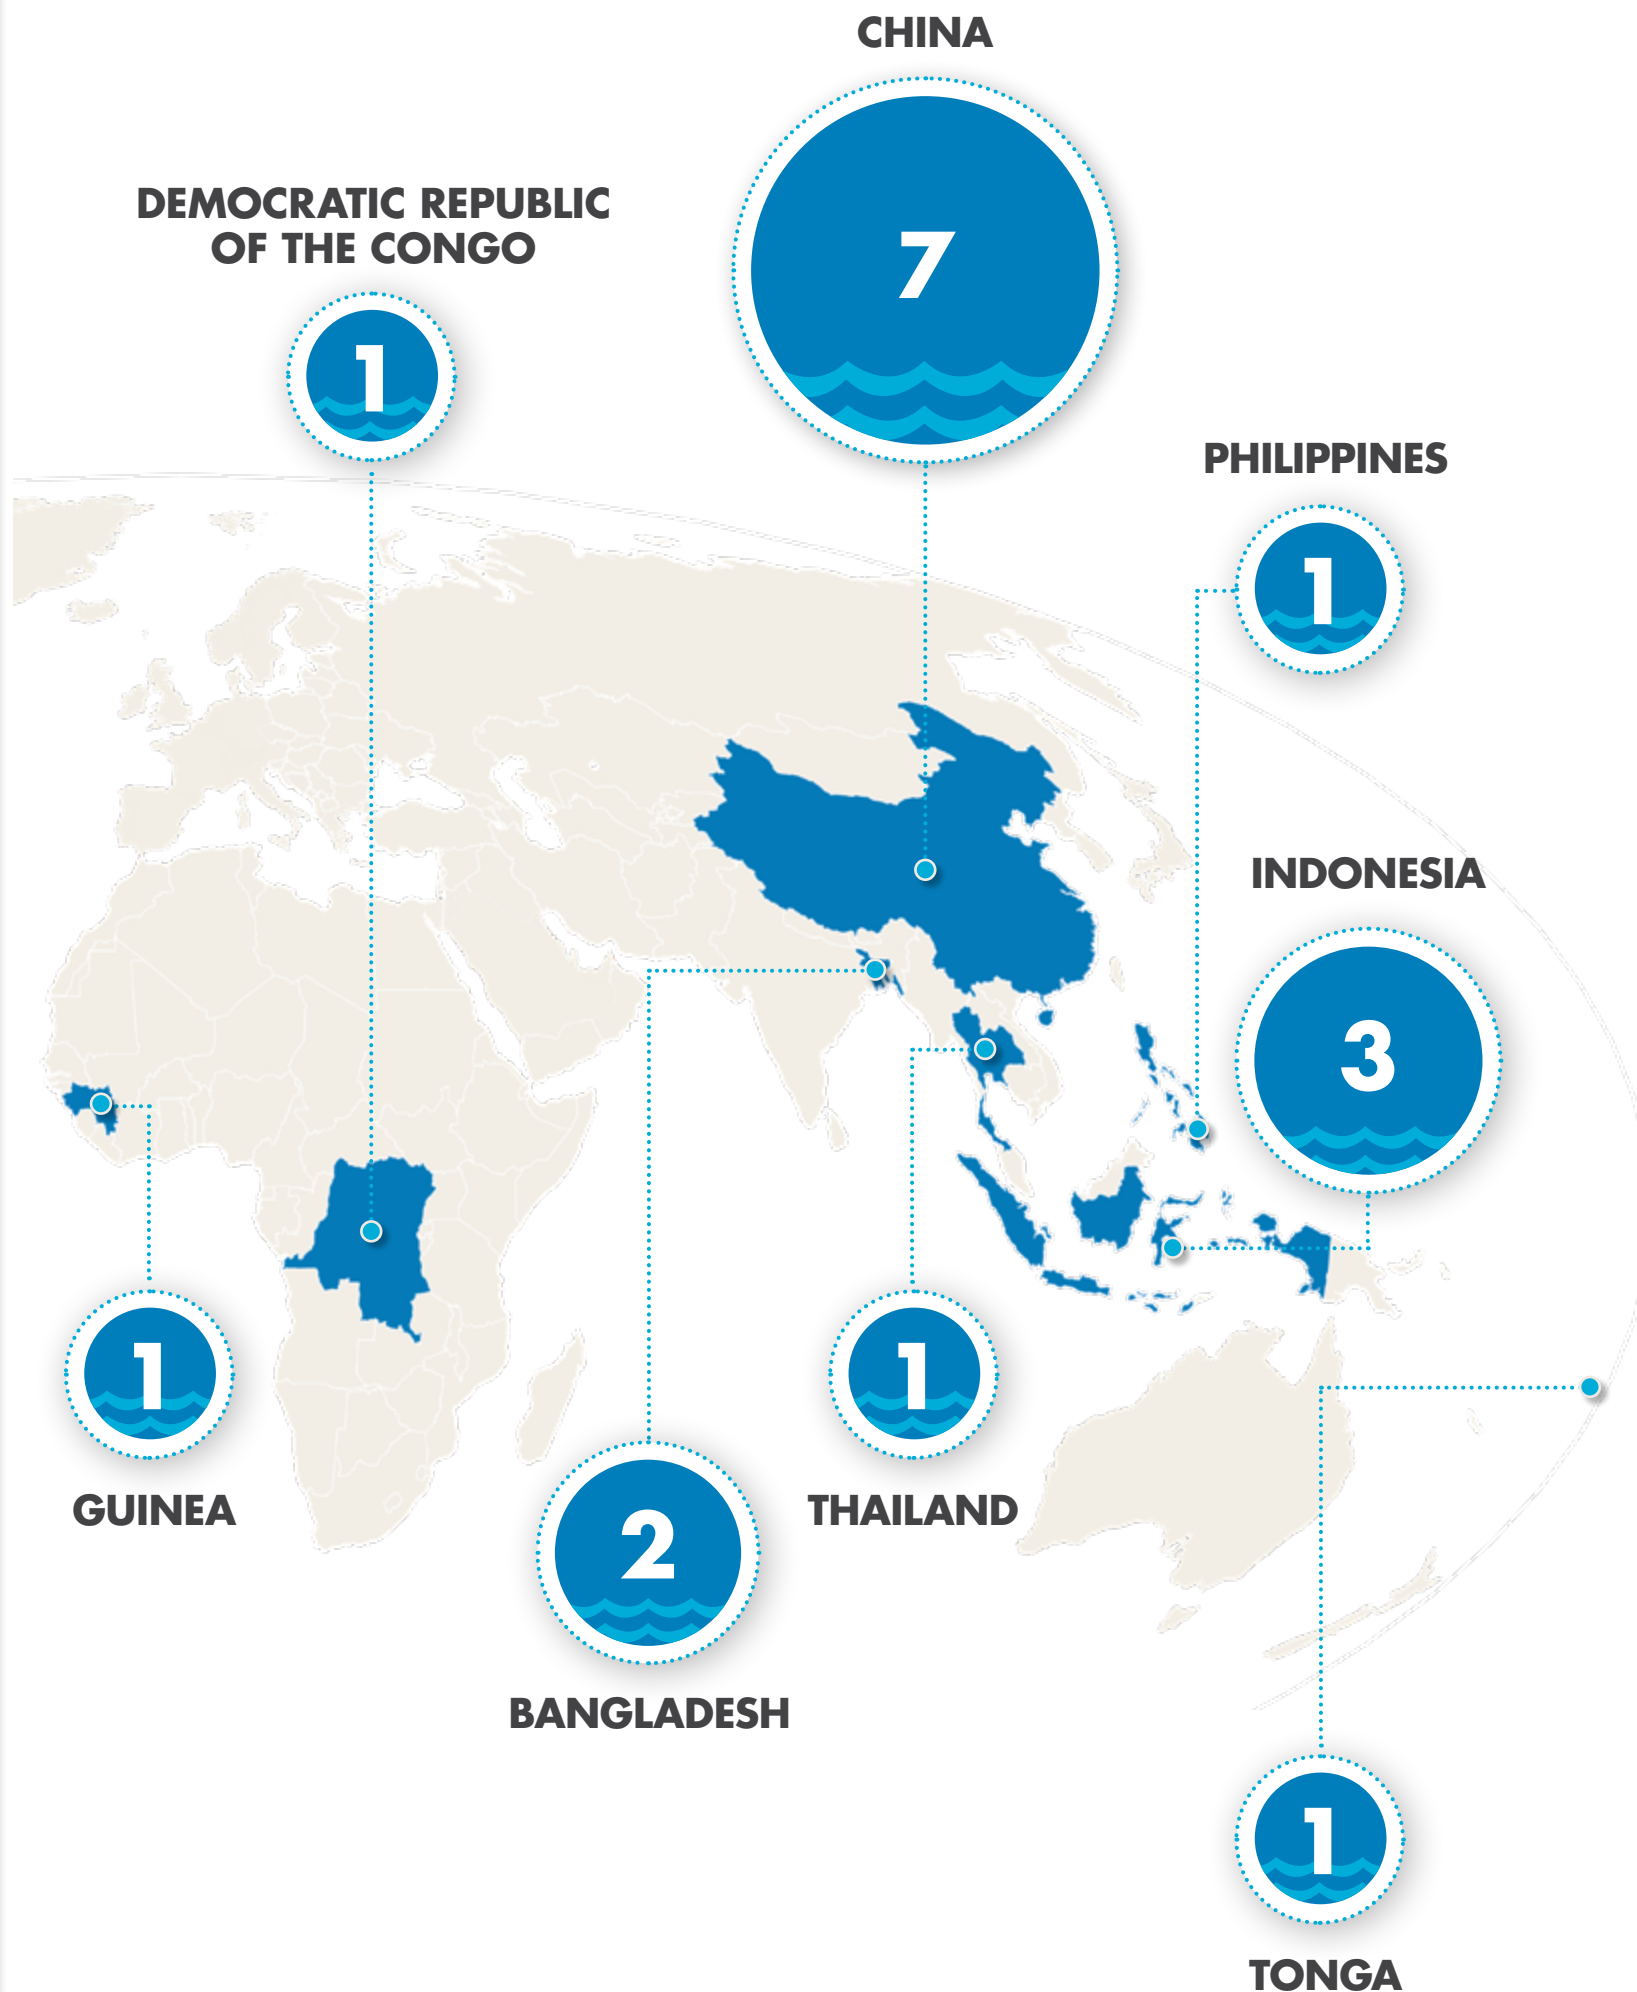 CHINA
7
DEMOCRATIC REPUBLIC
OF THE CONGO
1
PHILIPPINES
1
INDONESIA
3
1
GUINEA
1
THAILAND
2
BANGLADESH
1
TONGA